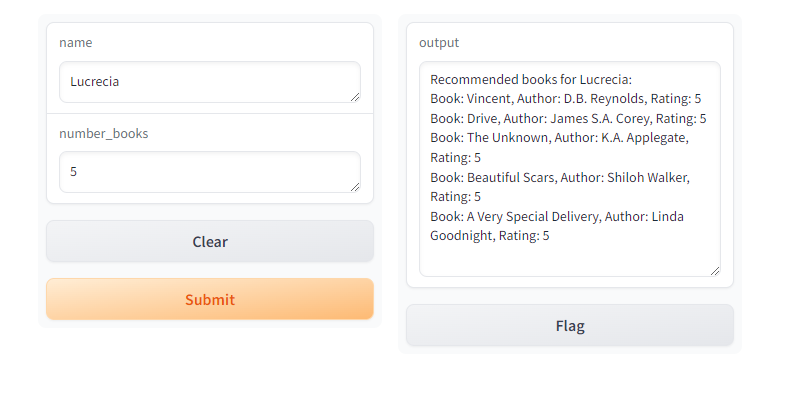 name
Lucrecia
number_books
5
Clear
Submit
output
Recommended books for Lucrecia:
Book: Vincent, Author: D.B. Reynolds, Rating: 5
Book: Drive, Author: James S.A. Corey, Rating: 5
Book: The Unknown, Author: K.A. Applegate,
Rating: 5
Book: Beautiful Scars, Author: Shiloh Walker,
Rating: 5
Book: A Very Special Delivery, Author: Linda
Goodnight, Rating: 5
Flag